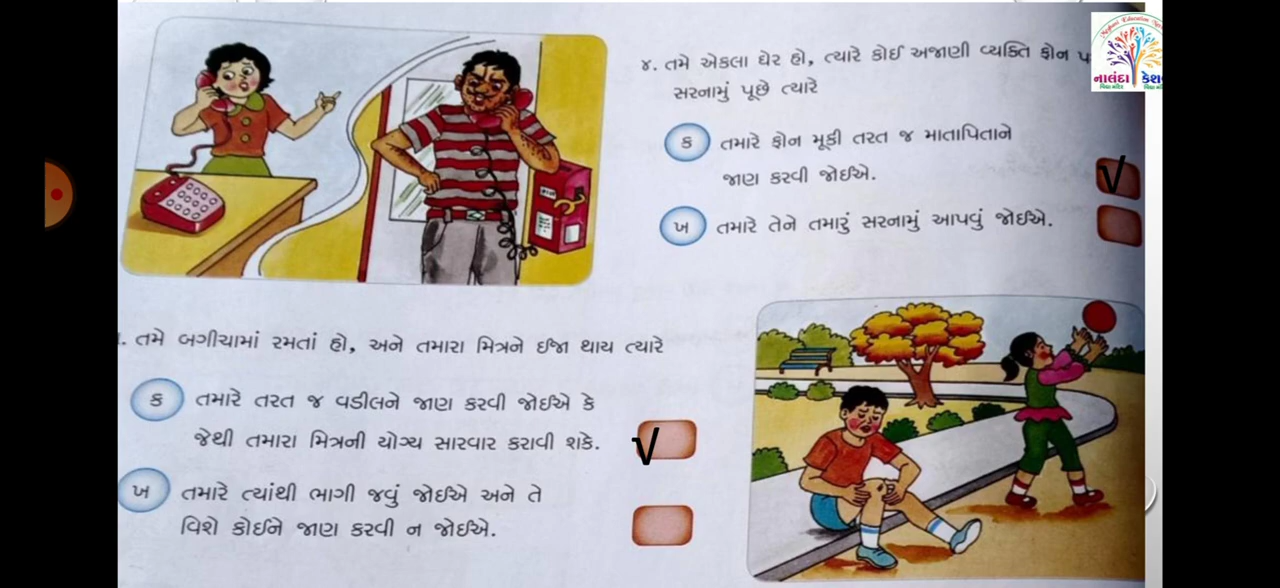 ૪. તમે એકલા ઘેર હો, ત્યારે કોઈ અજાણી વ્યક્તિ ફોન
સરનામું પૂછે ત્યારે
ક તમારે ફોન મૂકી તરત જ માતાપિતાને
જાણ કરવી જોઈએ. √
ખ તમારે તેને તમારું સરનામું આપવું જોઈએ.
તમે બગીચામાં રમતાં હો, અને તમારા મિત્રને ઇજા થાય ત્યારે
ક તમારે તરત જ વડીલને જાણ કરવી જોઈએ કે
જેથી તમારા મિત્રની યોગ્ય સારવાર કરાવી શકે. √
ખ તમારે ત્યાંથી ભાગી જવું જોઈએ અને તે
વિશે કોઈને જાણ કરવી ન જોઈએ.
નાલંદા કેશ
વિદ્યા મંદિર